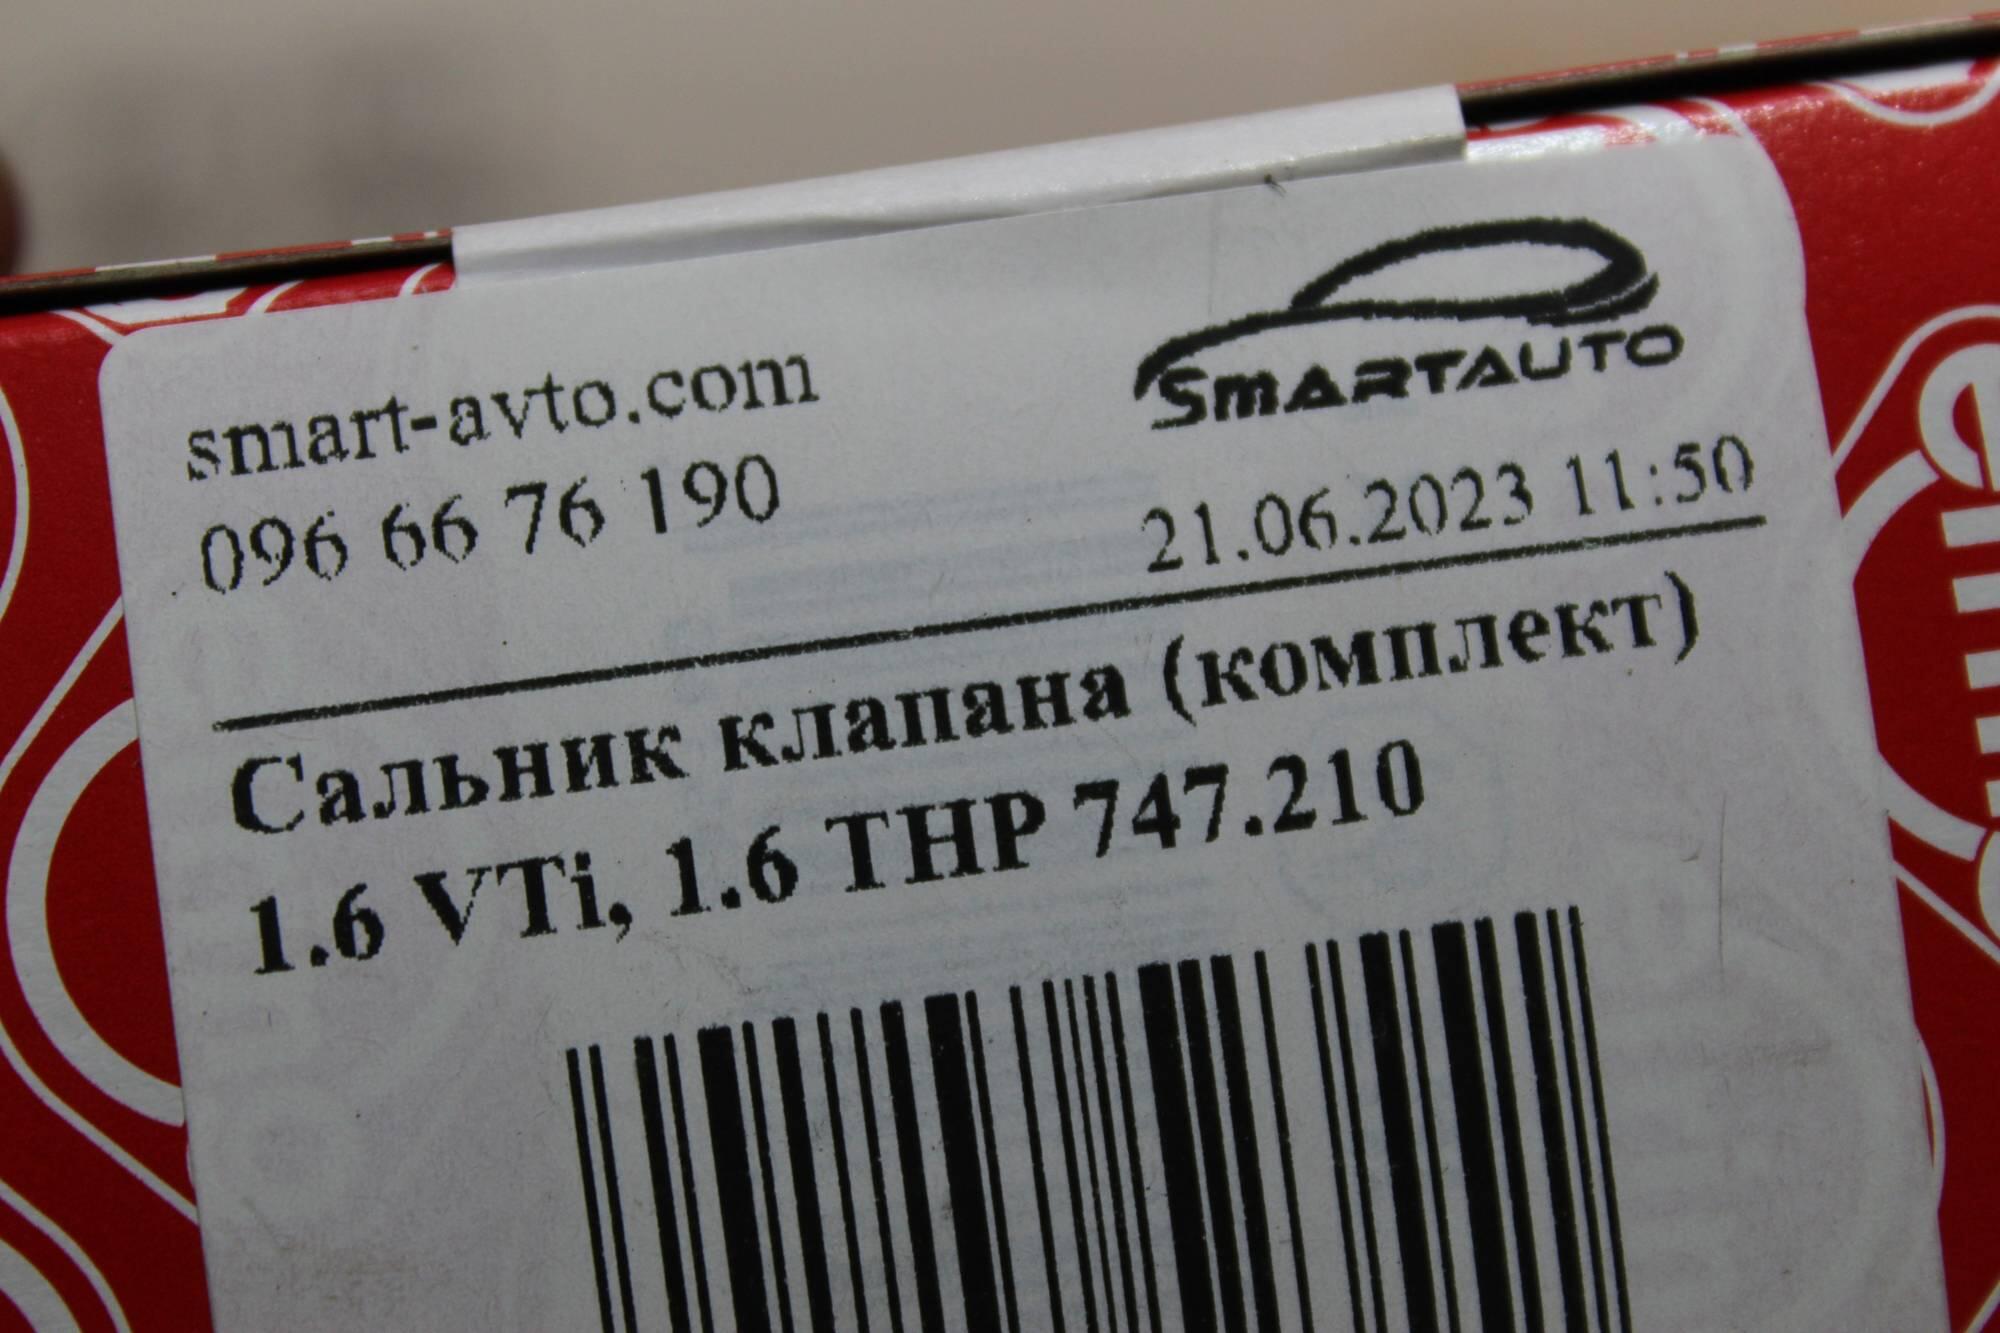 smart-avto.com
096 66 76 190
SMARTAUTO
21.06.2023 11:50
Сальник клапана (комплект)
1.6 VTi, 1.6 THP 747.210